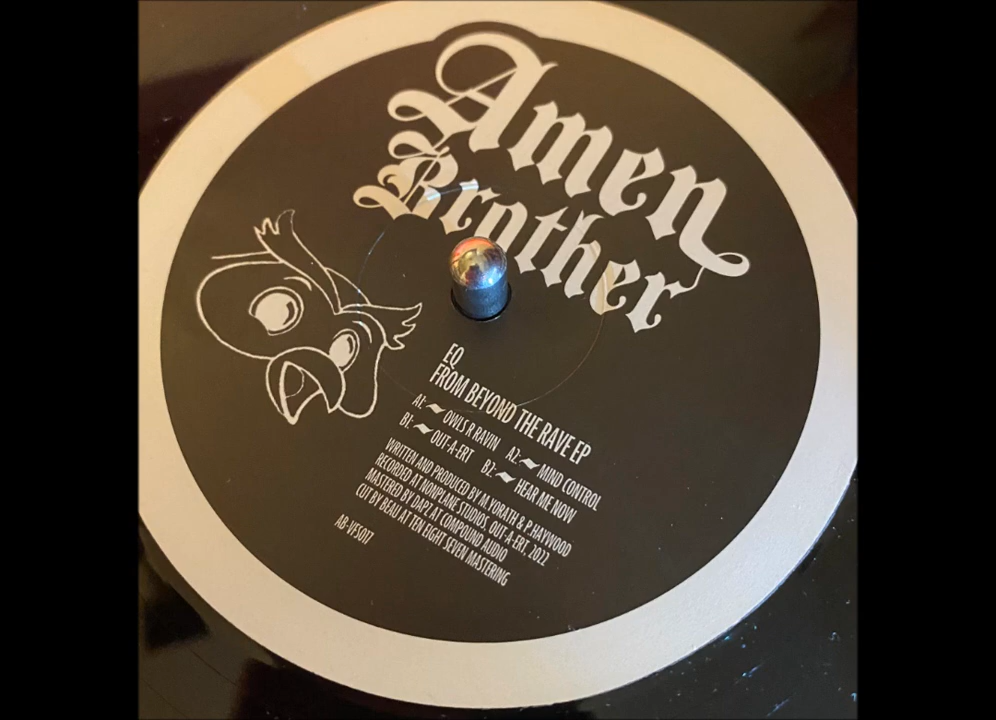 Amen
Brother
EQ
FROM BEYOND THE RAVE EP
A1: OWLS R RAVIN A2: MIND CONTROL
B1: OUT-A-ERT B2: HEAR ME NOW
WRITTEN AND PRODUCED BY M.YORATH & P.HAYWOOD
RECORDED AT NONPLANE STUDIOS, OUT-A-ERT, 2022
MASTERED BY DAPZ AT COMPOUND AUDIO
CUT BY BEAU AT TEN EIGHT SEVEN MASTERING
AB-VFS017